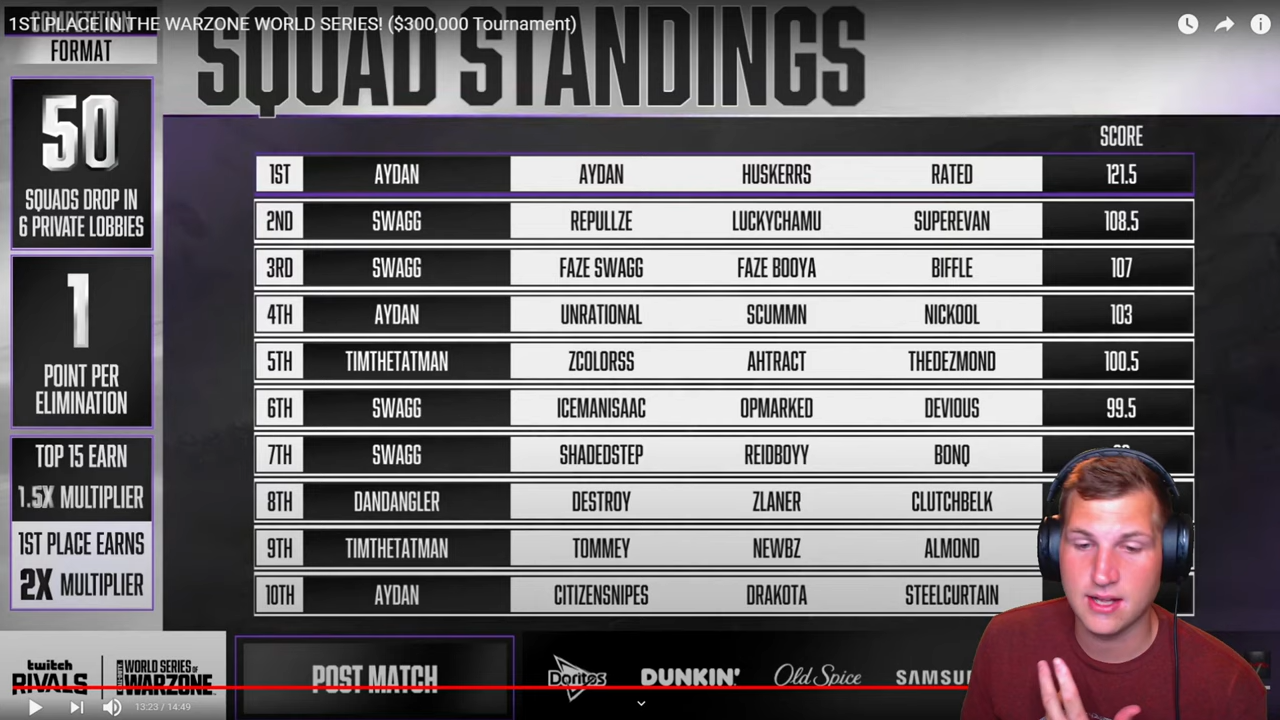 COMPETITION
1ST PLACE IN THE WARZONE WORLD SERIES! ($300,000 Tournament)
FORMAT
50
SQUADS DROP IN
6 PRIVATE LOBBIES
1
POINT PER
ELIMINATION
TOP 15 EARN
1.5X MULTIPLIER
1ST PLACE EARNS
2X MULTIPLIER
SQUAD STANDINGS
SCORE
1ST AYDAN AYDAN HUSKERRS RATED 121.5
2ND SWAGG REPULLZE LUCKYCHAMU SUPEREVAN 108.5
3RD SWAGG FAZE SWAGG FAZE BOOYA BIFFLE 107
4TH AYDAN UNRATIONAL SCUMMN NICKOOL 103
5TH TIMTHETATMAN ZCOLORSS AHTRACT THEDEZMOND 100.5
6TH SWAGG ICEMANISAAC OPMARKED DEVIOUS 99.5
7TH SWAGG SHADEDSTEP REIDBOYY BONQ
8TH DANDANGLER DESTROY ZLANER CLUTCHBELK
9TH TIMTHETATMAN TOMMEY NEWBZ ALMOND
10TH AYDAN CITIZENSNIPES DRAKOTA STEELCURTAIN
twitch
RIVALS
WORLD SERIES OF
WARZONE
POST MATCH
Doritos DUNKIN' Old Spice SAMSU
13:23 / 14:49